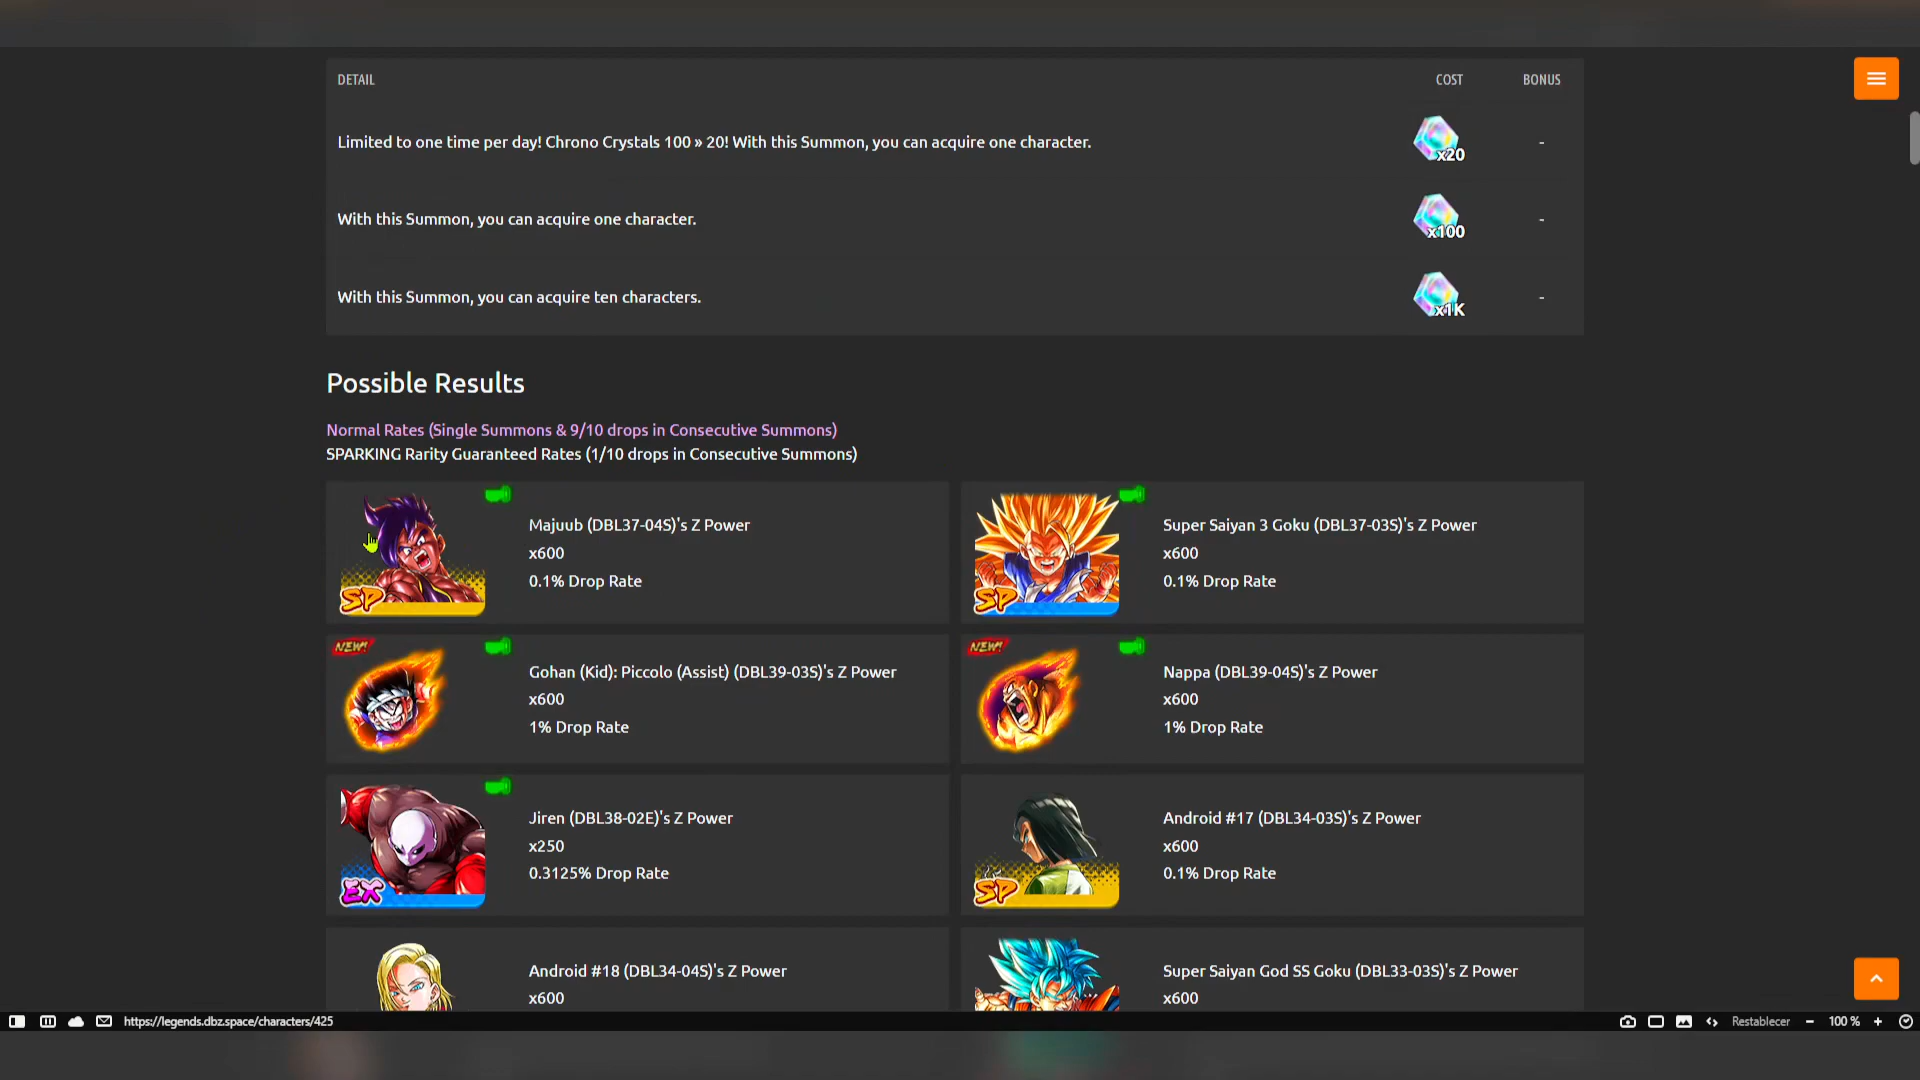 DETAIL COST BONUS
Limited to one time per day! Chrono Crystals 100 » 20! With this Summon, you can acquire one character. x20 -
With this Summon, you can acquire one character. x100 -
With this Summon, you can acquire ten characters. x1K -
Possible Results
Normal Rates (Single Summons & 9/10 drops in Consecutive Summons)
SPARKING Rarity Guaranteed Rates (1/10 drops in Consecutive Summons)
SP
Majuub (DBL37-04S)'s Z Power
x600
0.1% Drop Rate
SP
Super Saiyan 3 Goku (DBL37-03S)'s Z Power
x600
0.1% Drop Rate
NEW!
Gohan (Kid): Piccolo (Assist) (DBL39-03S)'s Z Power
x600
1% Drop Rate
NEW!
Nappa (DBL39-04S)'s Z Power
x600
1% Drop Rate
EX
Jiren (DBL38-02E)'s Z Power
x250
0.3125% Drop Rate
SP
Android #17 (DBL34-03S)'s Z Power
x600
0.1% Drop Rate
Android #18 (DBL34-04S)'s Z Power
x600
Super Saiyan God SS Goku (DBL33-03S)'s Z Power
x600
https://legends.dbz.space/characters/425
Restablecer − 100 % +